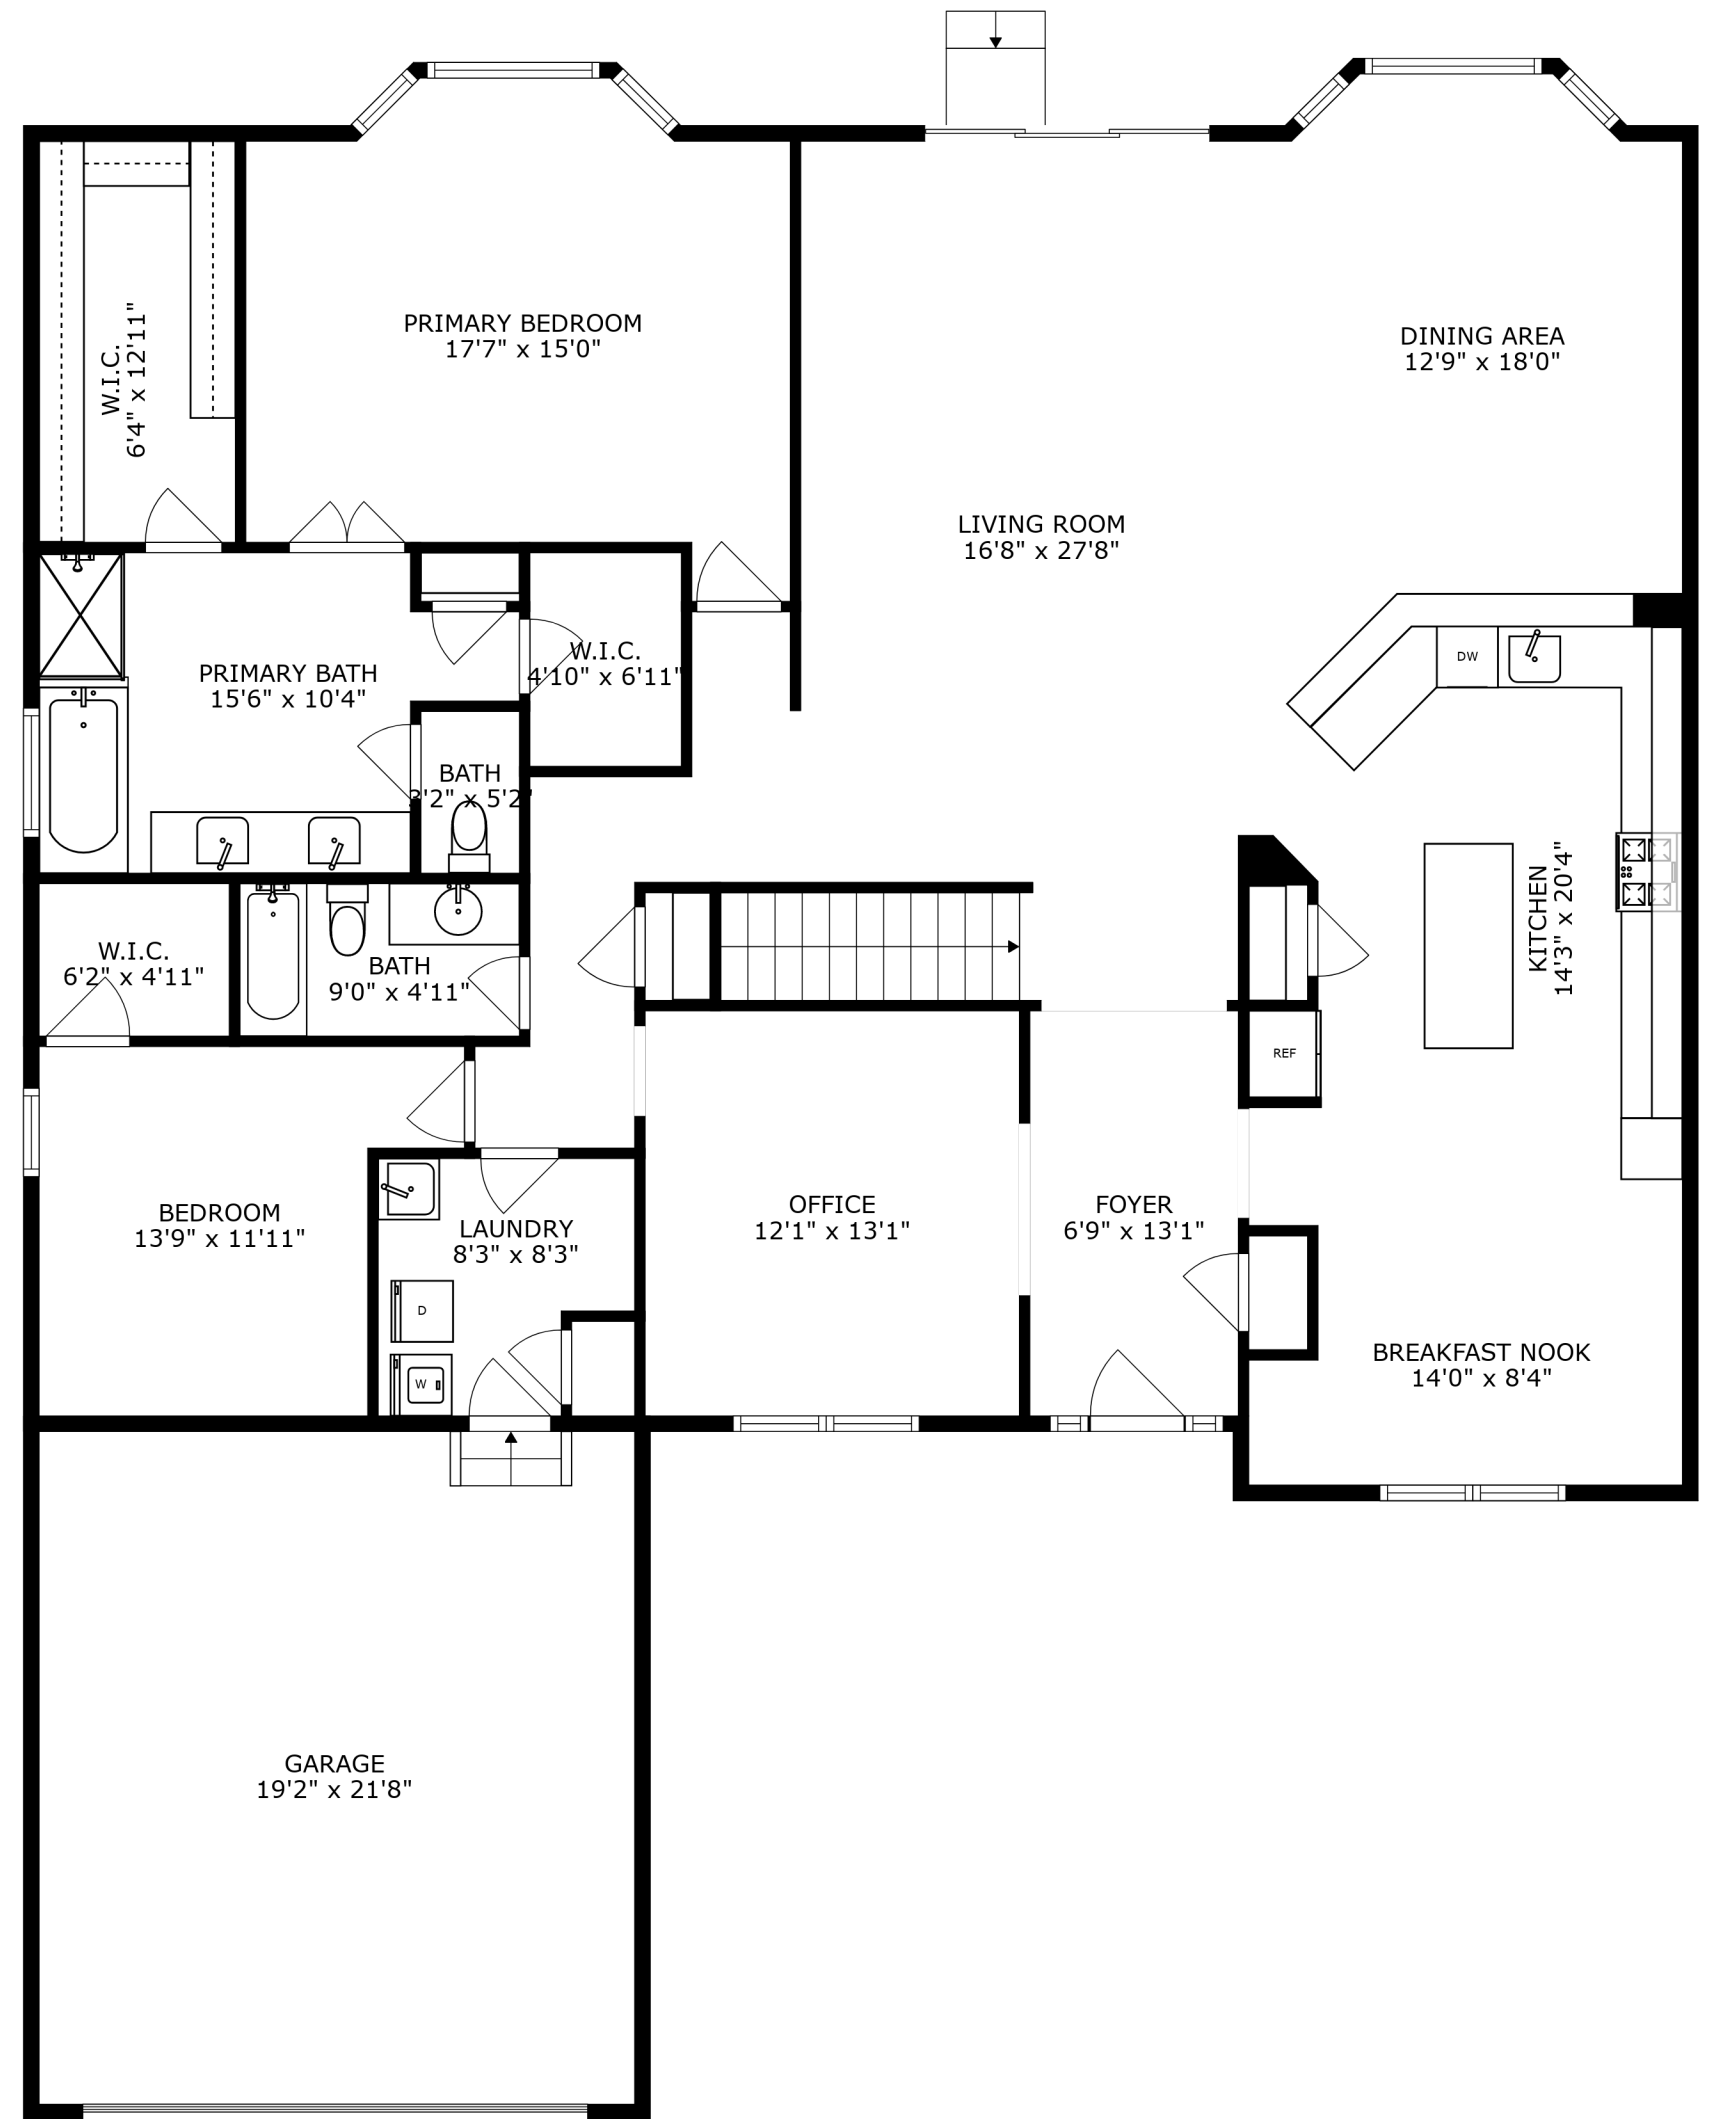 PRIMARY BEDROOM
17'7" x 15'0"
DINING AREA
12'9" x 18'0"
W.I.C.
6'4" x 12'11"
LIVING ROOM
16'8" x 27'8"
W.I.C.
4'10" x 6'11"
DW
PRIMARY BATH
15'6" x 10'4"
BATH
3'2" x 5'2"
KITCHEN
14'3" x 20'4"
W.I.C.
6'2" x 4'11"
BATH
9'0" x 4'11"
REF
BEDROOM
13'9" x 11'11"
LAUNDRY
8'3" x 8'3"
OFFICE
12'1" x 13'1"
FOYER
6'9" x 13'1"
D
W
BREAKFAST NOOK
14'0" x 8'4"
GARAGE
19'2" x 21'8"